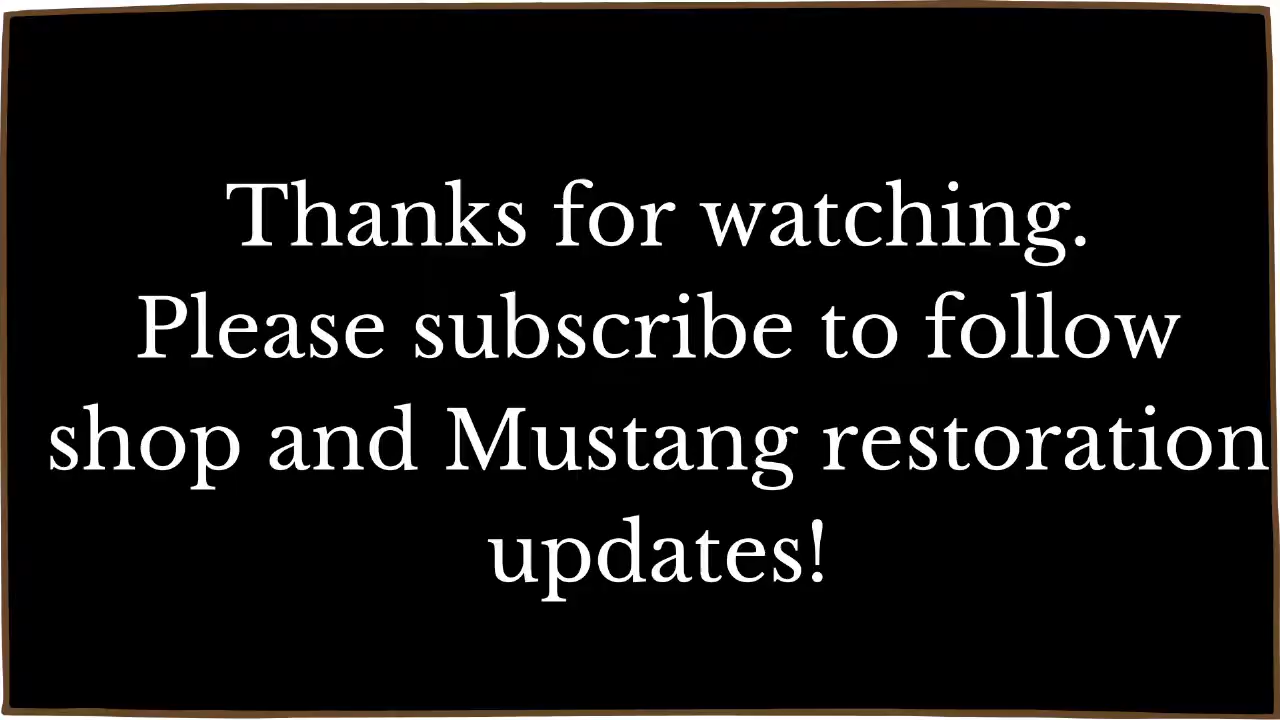 Thanks for watching.
Please subscribe to follow
shop and Mustang restoration
updates!